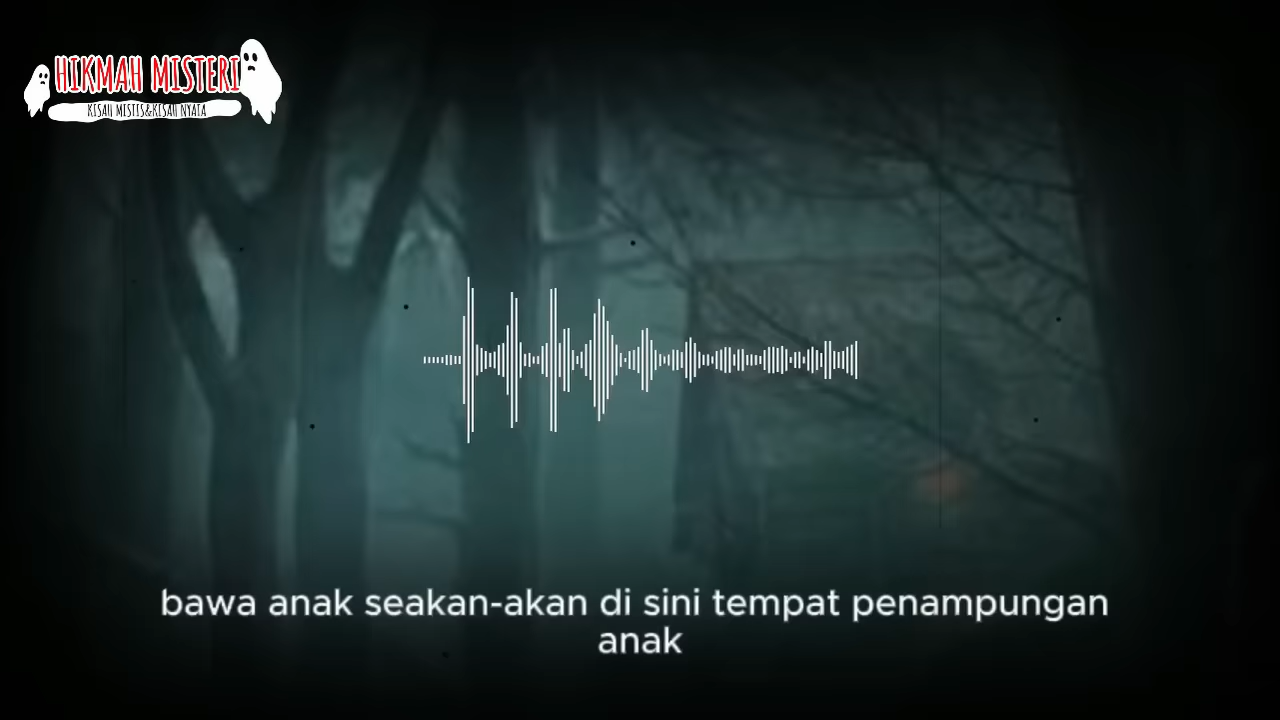 HIKMAH MISTERI
KISAH MISTIS&KISAH NYATA
bawa anak seakan-akan di sini tempat penampungan
anak